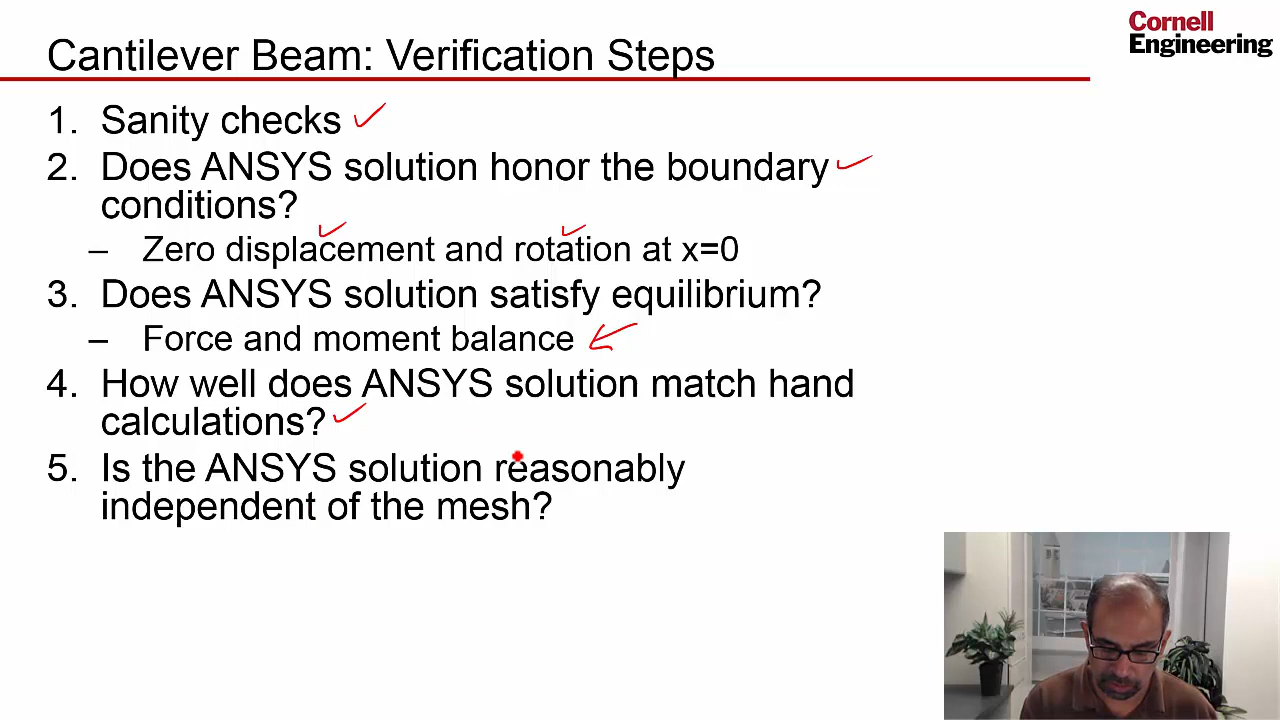 Cantilever Beam: Verification Steps
Cornell
Engineering
1. Sanity checks
2. Does ANSYS solution honor the boundary
conditions?
– Zero displacement and rotation at x=0
3. Does ANSYS solution satisfy equilibrium?
– Force and moment balance
4. How well does ANSYS solution match hand
calculations?
5. Is the ANSYS solution reasonably
independent of the mesh?